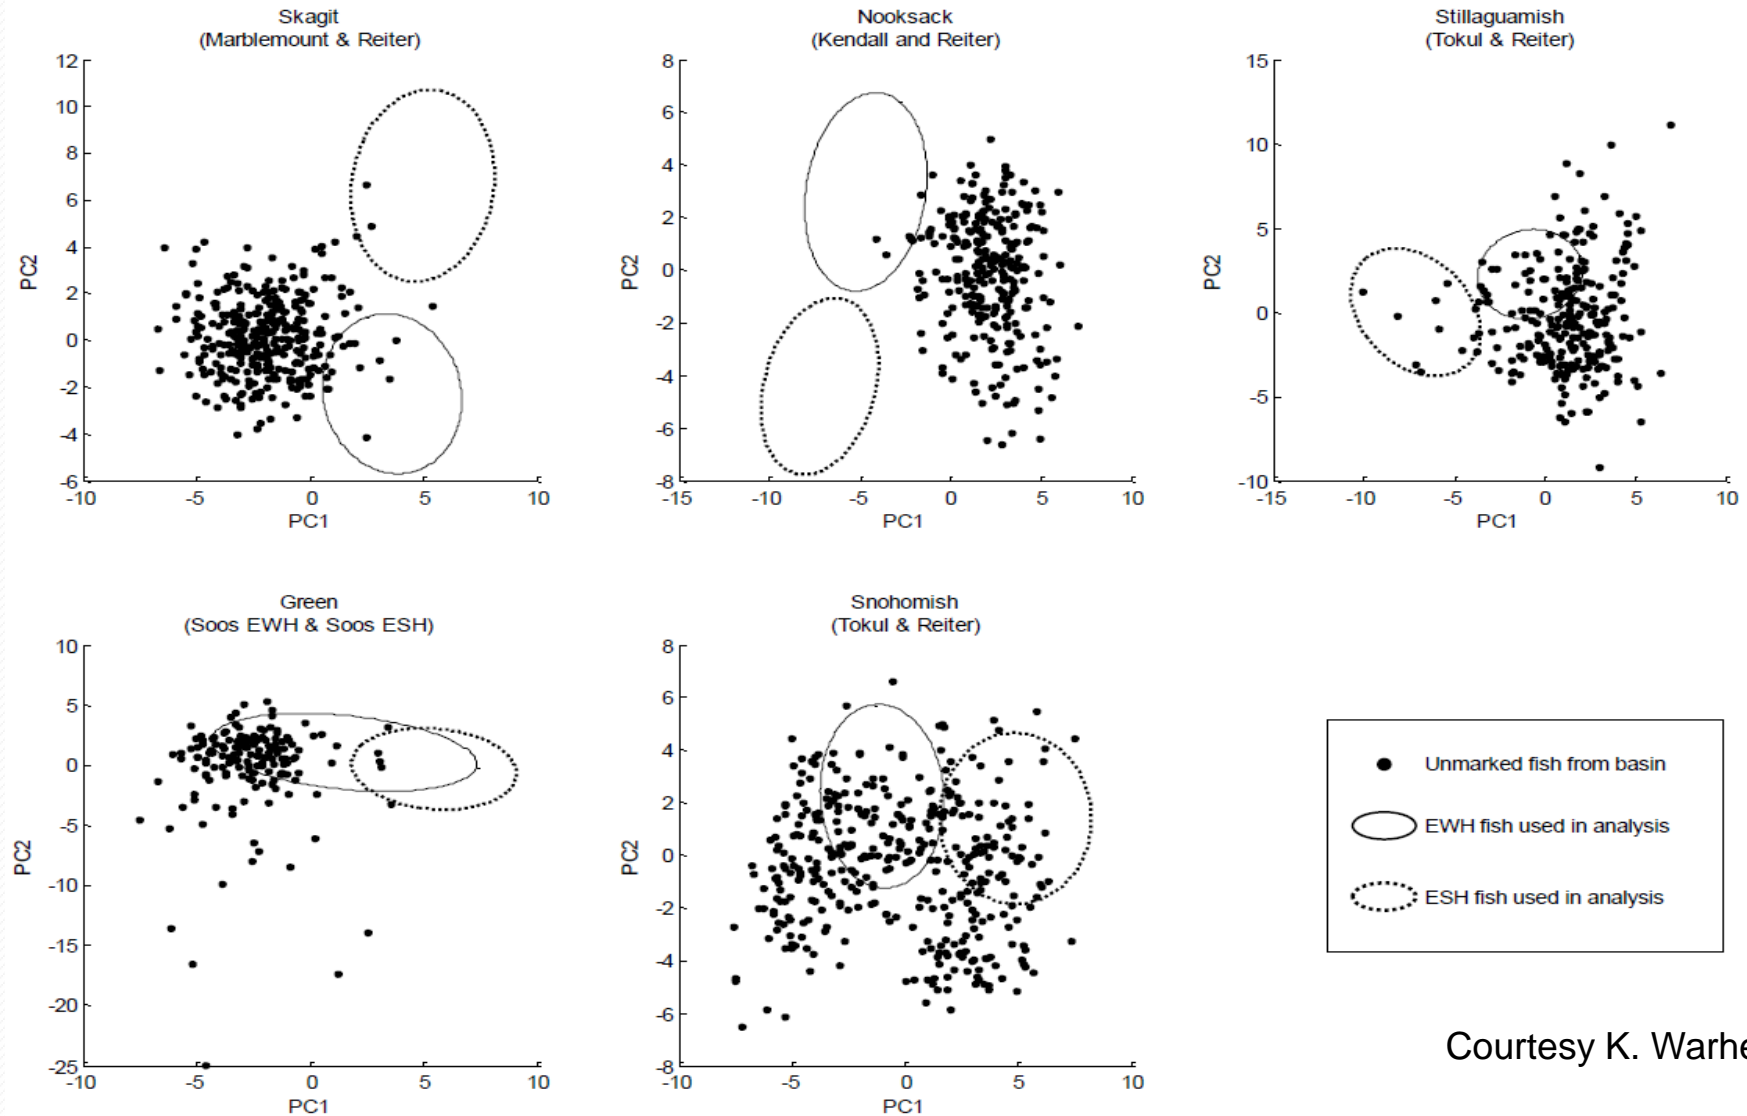 Skagit
(Marblemount & Reiter)
12
10
8
6
4
2
0
-2
-4
-6
PC2
-10
-5
0
5
10
PC1
Nooksack
(Kendall and Reiter)
8
6
4
2
0
-2
-4
-6
-8
PC2
-15
-10
-5
0
5
10
PC1
Stillaguamish
(Tokul & Reiter)
15
10
5
0
-5
-10
PC2
-15
-10
-5
0
5
10
PC1
Green
(Soos EWH & Soos ESH)
10
5
0
-5
-10
-15
-20
-25
PC2
-10
-5
0
5
10
PC1
Snohomish
(Tokul & Reiter)
8
6
4
2
0
-2
-4
-6
-8
PC2
-10
-5
0
5
10
PC1
Unmarked fish from basin
EWH fish used in analysis
ESH fish used in analysis
Courtesy K. Warhe